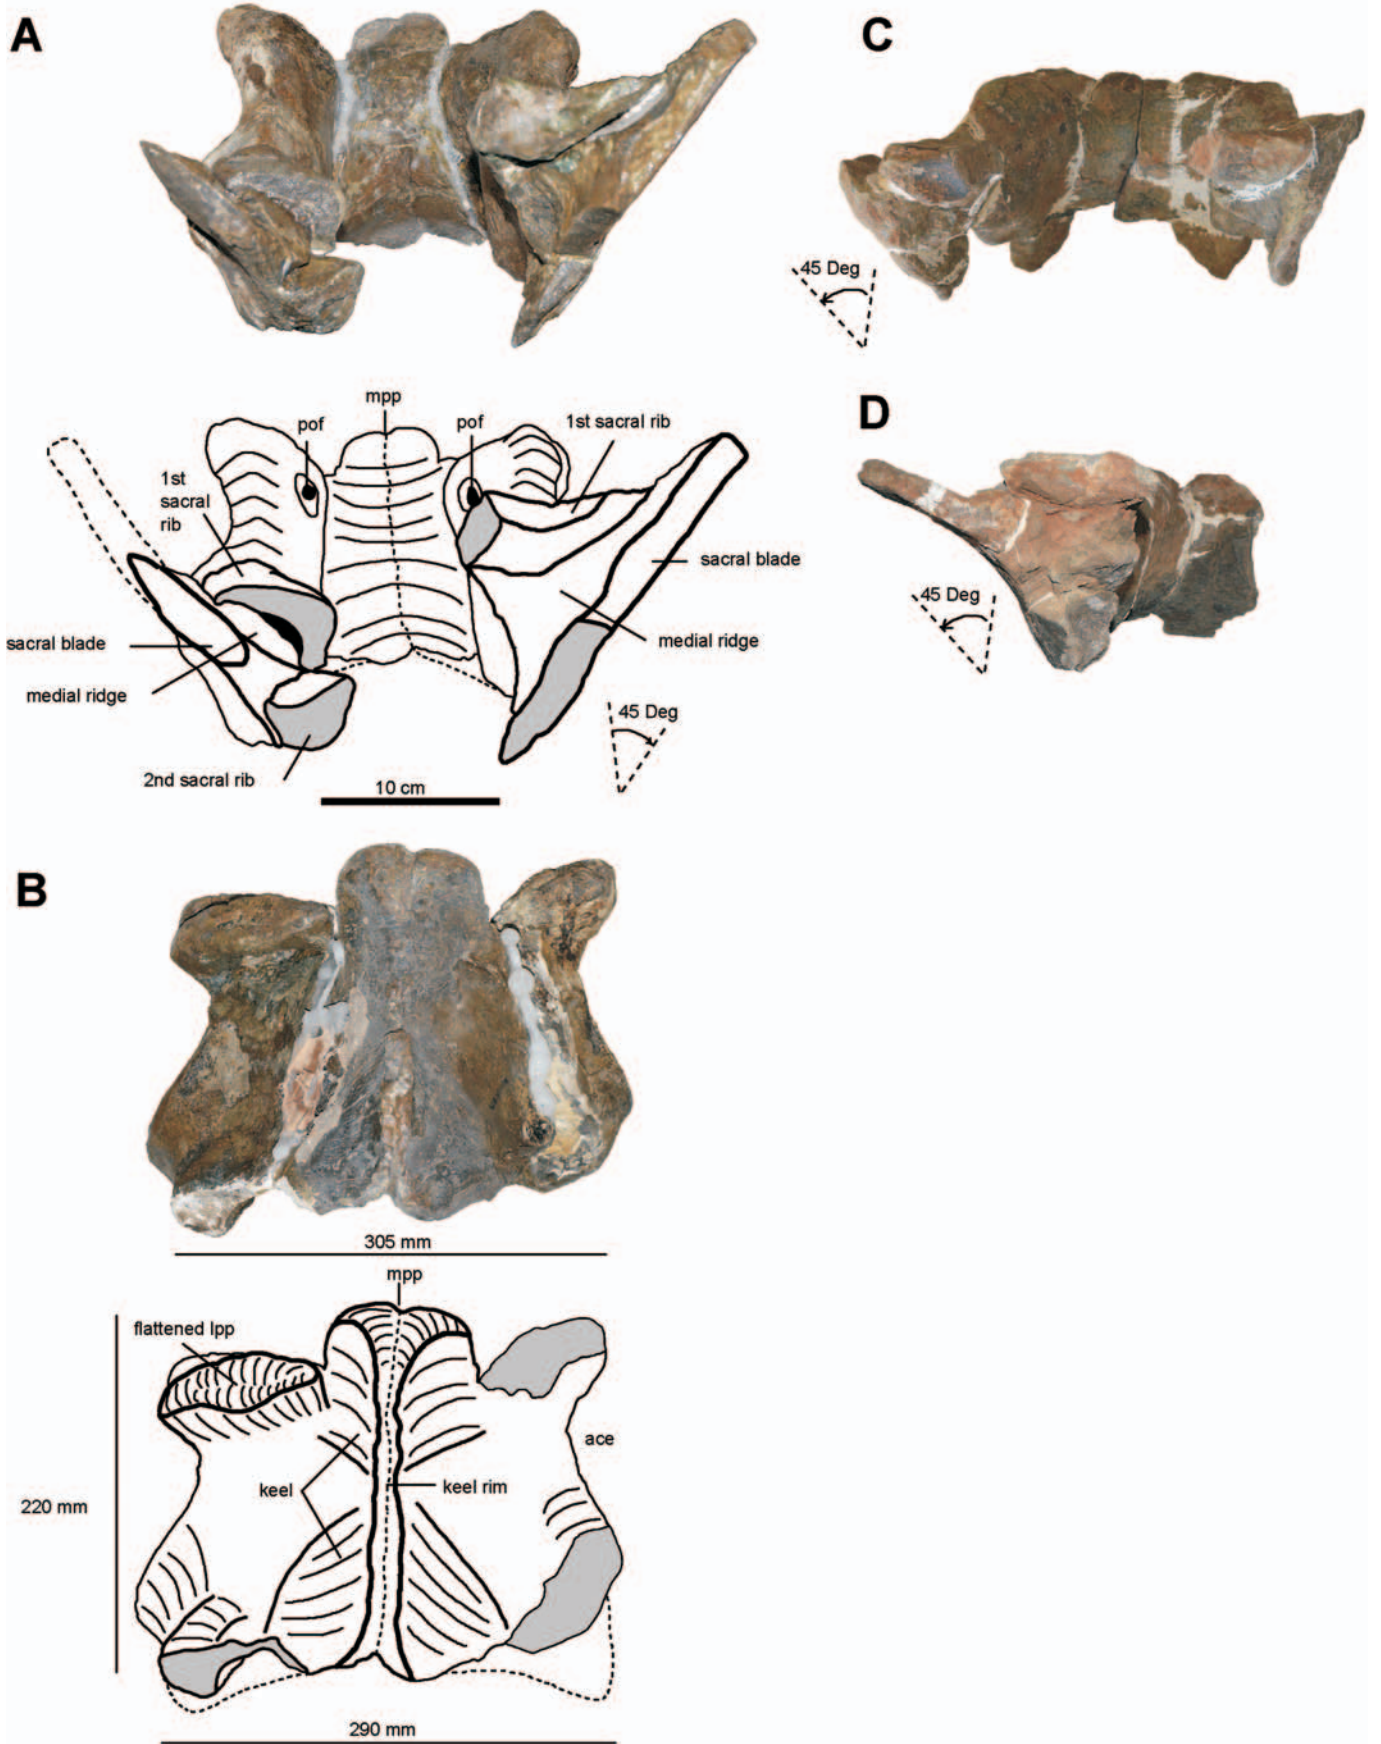 A
C
45 Deg
mpp
pof
pof
1st sacral rib
1st
sacral
rib
sacral blade
sacral blade
medial ridge
medial ridge
45 Deg
2nd sacral rib
10 cm
D
45 Deg
B
305 mm
mpp
flattened lpp
ace
keel
keel rim
220 mm
290 mm